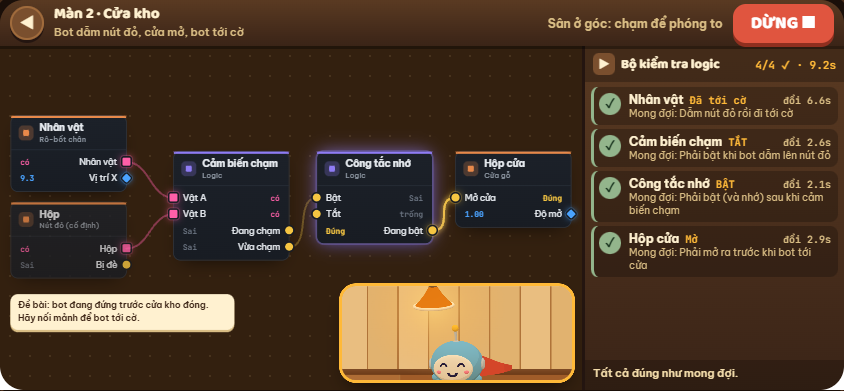 Màn 2 · Cửa kho
Bot dẫm nút đỏ, cửa mở, bot tới cờ
Sân ở góc: chạm để phóng to
DỪNG
Bộ kiểm tra logic
4/4 ✓ · 9.2s
Nhân vật Đã tới cờ
đổi 6.6s
Mong đợi: Dẫm nút đỏ rồi đi tới cờ
Cảm biến chạm TẮT
đổi 2.6s
Mong đợi: Phải bật khi bot dẫm lên nút đỏ
Công tắc nhớ BẬT
đổi 2.1s
Mong đợi: Phải bật (và nhớ) sau khi cảm
biến chạm
Hộp cửa Mở
đổi 2.9s
Mong đợi: Phải mở ra trước khi bot tới
cửa
Tất cả đúng như mong đợi.
Nhân vật
Rô-bốt chân
có
Nhân vật
9.3
Vị trí X
Hộp
Nút đỏ (cố định)
có
Hộp
Sai
Bị đè
Cảm biến chạm
Logic
Vật A
có
Vật B
có
Sai
Đang chạm
Sai
Vừa chạm
Công tắc nhớ
Logic
Bật
Sai
Tắt
trống
Đúng
Đang bật
Hộp cửa
Cửa gỗ
Mở cửa
Đúng
1.00
Độ mở
Đề bài: bot đang đứng trước cửa kho đóng.
Hãy nối mảnh để bot tới cờ.